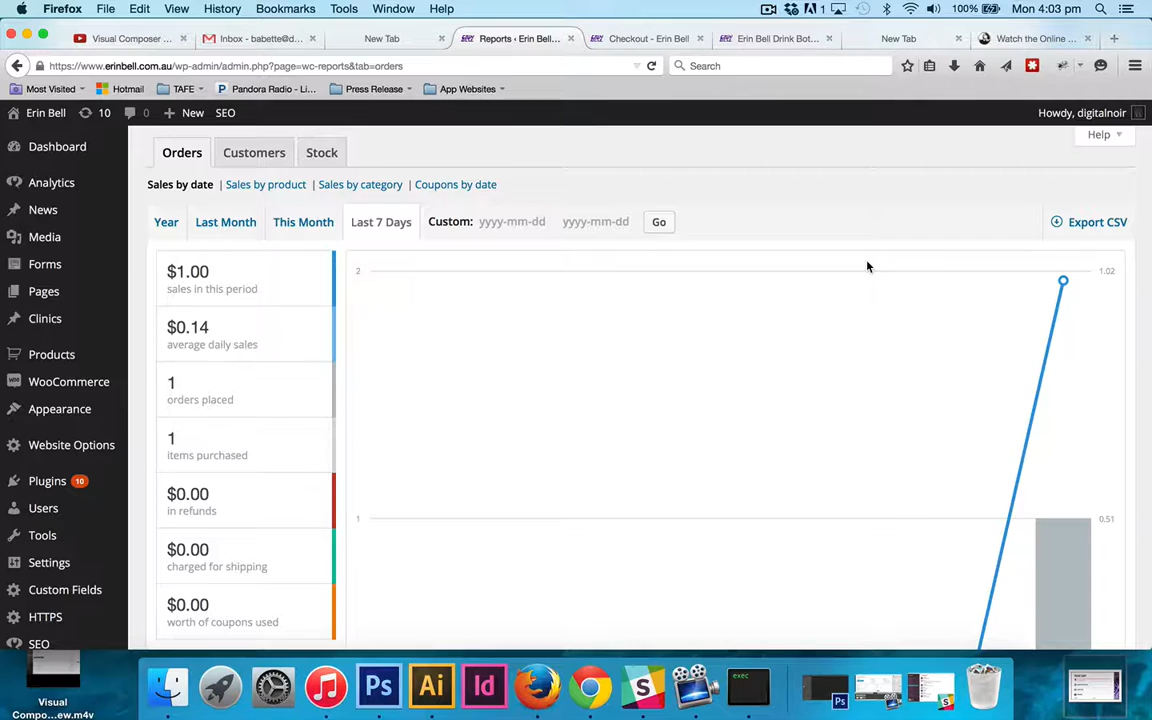 Firefox File Edit View History Bookmarks Tools Window Help 1 100% Mon 4:03 pm
Visual Composer ... Inbox - babette@d... New Tab Reports ‹ Erin Bell... Checkout - Erin Bell Erin Bell Drink Bot... New Tab Watch the Online ...
https://www.erinbell.com.au/wp-admin/admin.php?page=wc-reports&tab=orders Search
Most Visited Hotmail TAFE Pandora Radio - Li... Press Release App Websites
Erin Bell 10 0 New SEO Howdy, digitalnoir
Help
Dashboard
Analytics
News
Media
Forms
Pages
Clinics
Products
WooCommerce
Appearance
Website Options
Plugins 10
Users
Tools
Settings
Custom Fields
HTTPS
SEO
Orders Customers Stock
Sales by date | Sales by product | Sales by category | Coupons by date
Year Last Month This Month Last 7 Days Custom: yyyy-mm-dd yyyy-mm-dd Go Export CSV
$1.00
sales in this period
$0.14
average daily sales
1
orders placed
1
items purchased
$0.00
in refunds
$0.00
charged for shipping
$0.00
worth of coupons used
2 1.02
1 0.51
Ps Ai Id S exec Ps S
Visual
Compo...ew.m4v